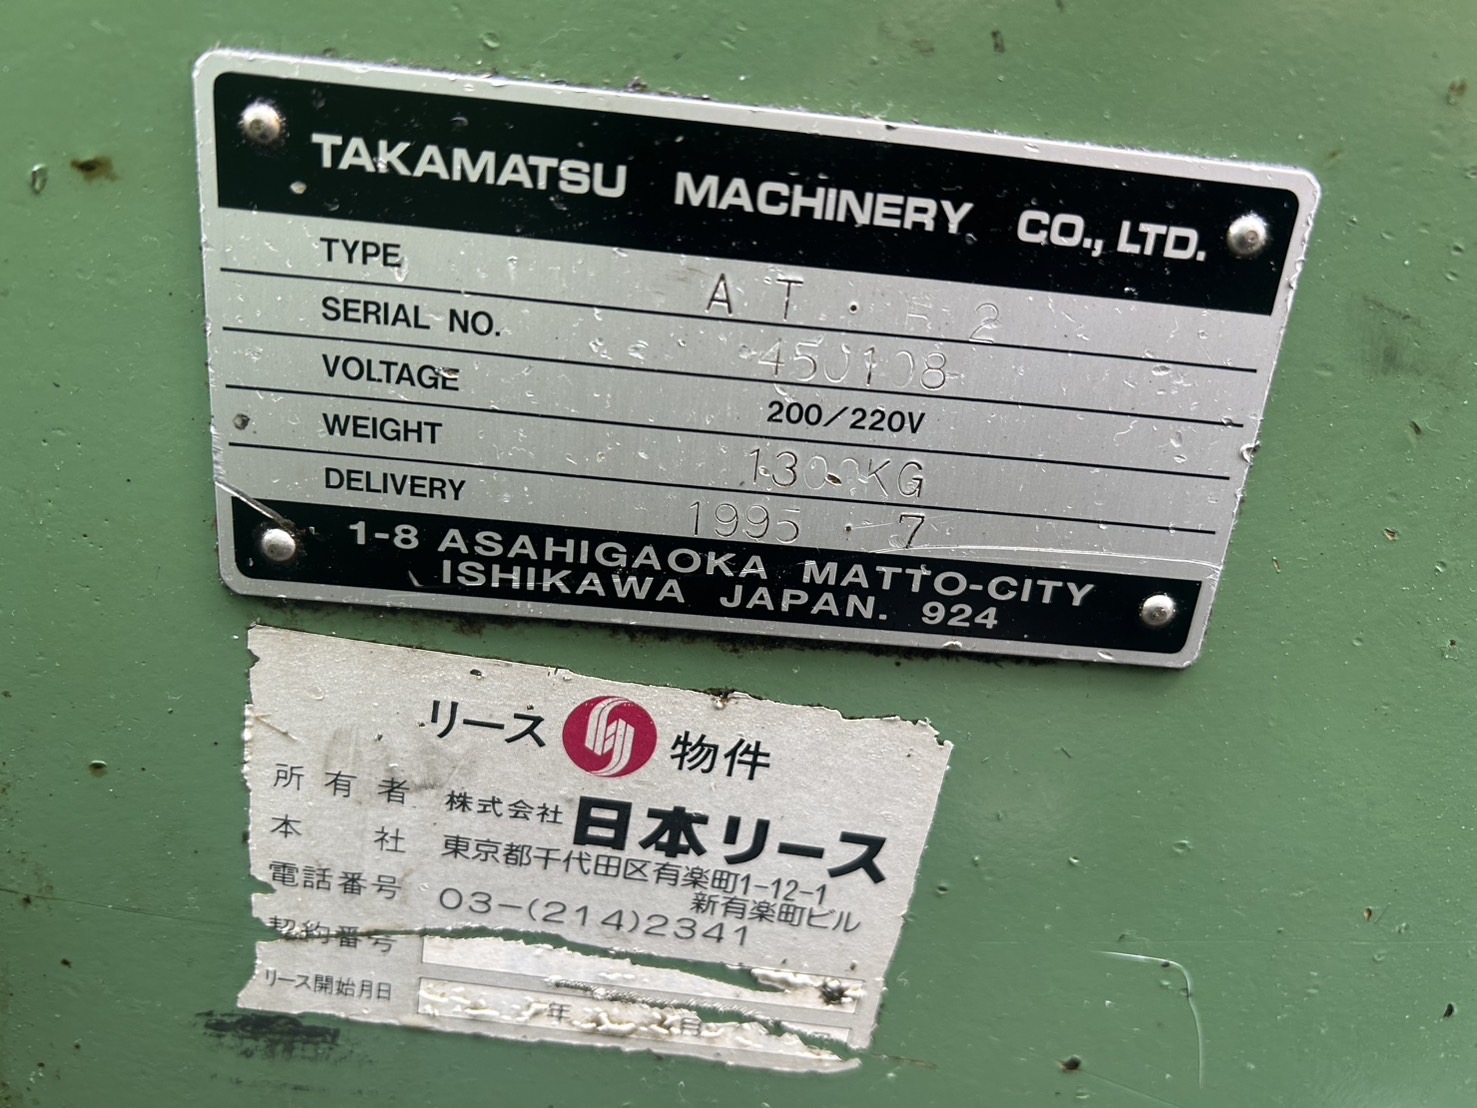 TAKAMATSU MACHINERY CO., LTD.
TYPE AT・H2
SERIAL NO. 450108
VOLTAGE 200/220V
WEIGHT 1300KG
DELIVERY 1995・7
1-8 ASAHIGAOKA MATTO-CITY
ISHIKAWA JAPAN. 924
リース 物件
所有者 株式会社 日本リース
本社 東京都千代田区有楽町1-12-1
新有楽町ビル
電話番号 03-(214)2341
契約番号
リース開始月日 年 月